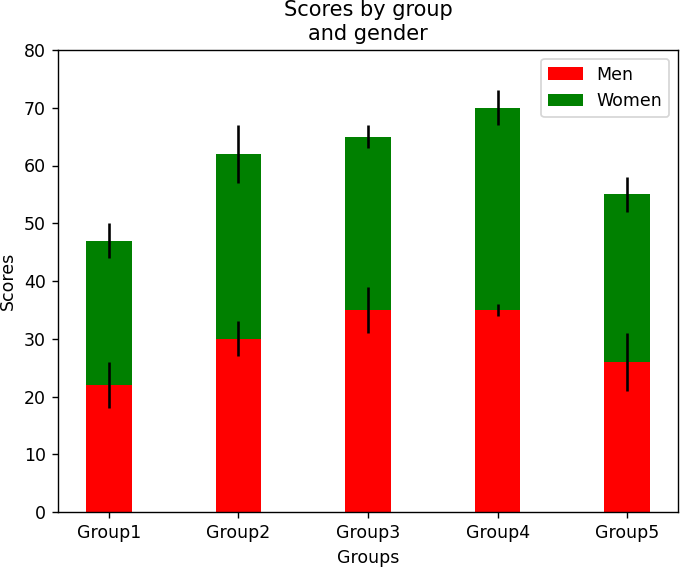 Scores by group
and gender
Men
Women
Scores
80
70
60
50
40
30
20
10
0
Group1
Group2
Group3
Group4
Group5
Groups